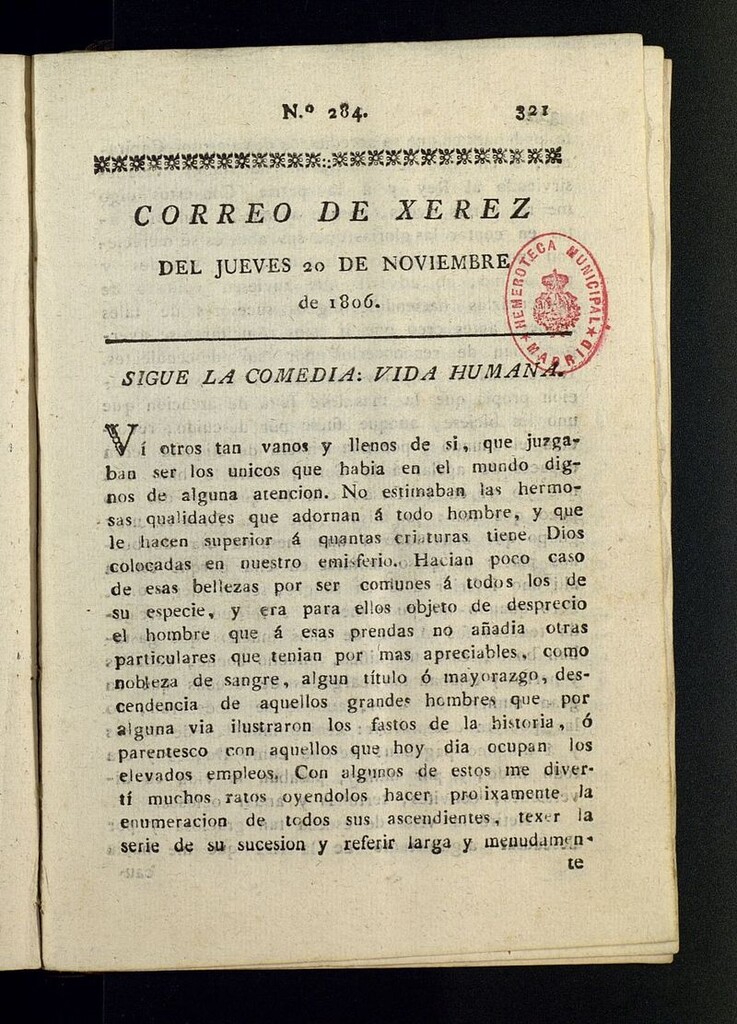 N.º 284. 321
CORREO DE XEREZ
DEL JUEVES 20 DE NOVIEMBRE
de 1806.
HEMEROTECA MUNICIPAL
★ MADRID ★
SIGUE LA COMEDIA: VIDA HUMANA.
Ví otros tan vanos y llenos de si, que juzga-
ban ser los unicos que habia en el mundo dig-
nos de alguna atencion. No estimaban las hermo-
sas qualidades que adornan á todo hombre, y que
le hacen superior á quantas criaturas tiene Dios
colocadas en nuestro emisferio. Hacian poco caso
de esas bellezas por ser comunes á todos los de
su especie, y era para ellos objeto de desprecio
el hombre que á esas prendas no añadia otras
particulares que tenian por mas apreciables, como
nobleza de sangre, algun título ó mayorazgo, des-
cendencia de aquellos grandes hombres que por
alguna via ilustraron los fastos de la historia, ó
parentesco con aquellos que hoy dia ocupan los
elevados empleos. Con algunos de estos me diver-
tí muchos ratos oyendolos hacer prolixamente la
enumeracion de todos sus ascendientes, texer la
serie de su sucesion y referir larga y menudamen-
te